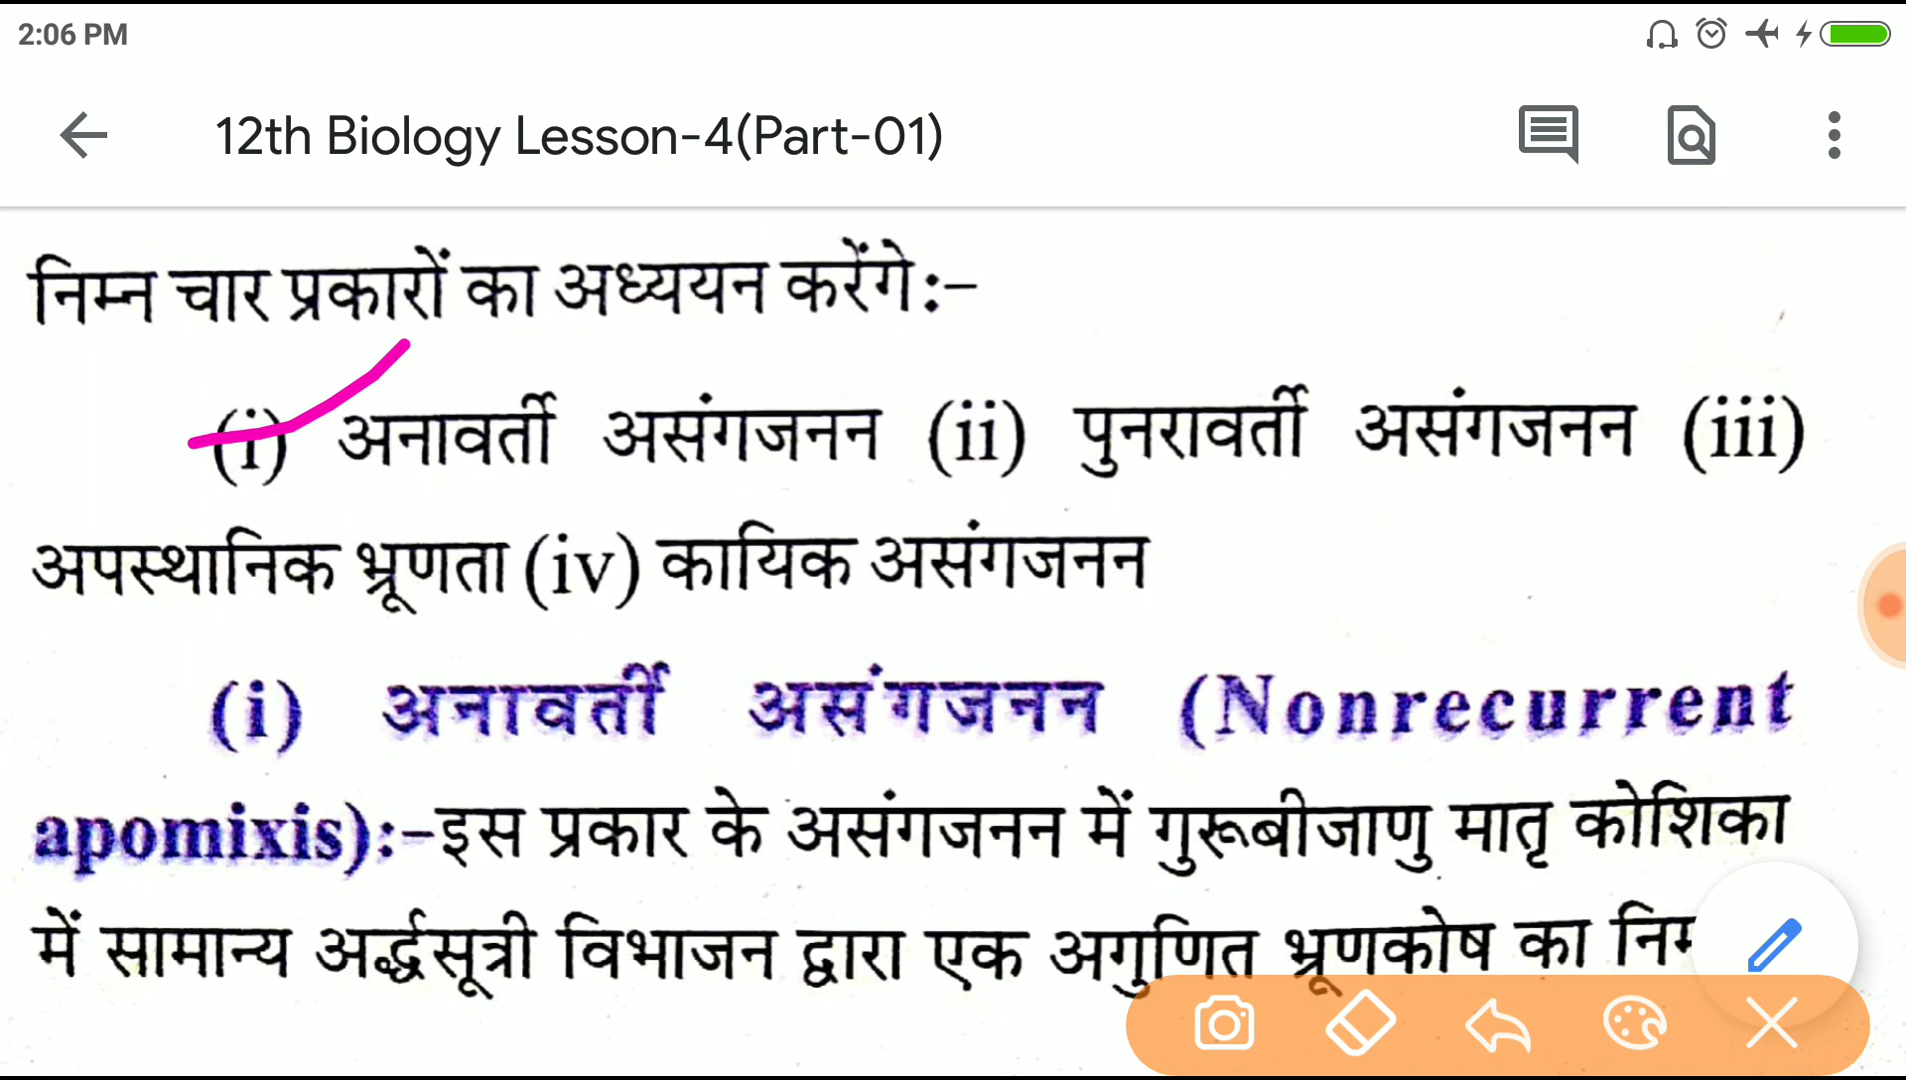 2:06 PM
12th Biology Lesson-4(Part-01)
निम्न चार प्रकारों का अध्ययन करेंगे:-
(i) अनावर्ती असंगजनन (ii) पुनरावर्ती असंगजनन (iii)
अपस्थानिक भ्रूणता (iv) कायिक असंगजनन
(i) अनावर्ती असंगजनन (Nonrecurrent
apomixis):-इस प्रकार के असंगजनन में गुरूबीजाणु मातृ कोशिका
में सामान्य अर्द्धसूत्री विभाजन द्वारा एक अगुणित भ्रूणकोष का